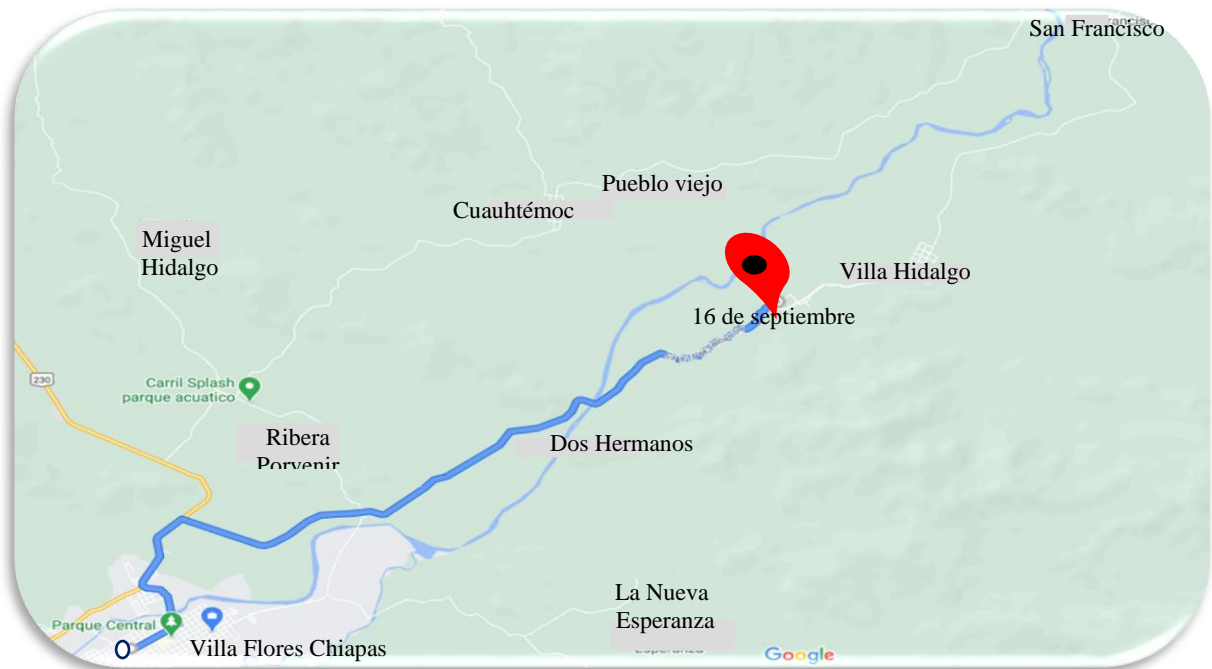 San Francisco
Pueblo viejo
Cuauhtémoc
Miguel
Hidalgo
Villa Hidalgo
16 de septiembre
230
Carril Splash
parque acuatico
Ribera
Porvenir
Dos Hermanos
La Nueva
Esperanza
Parque Central
Villa Flores Chiapas
Google